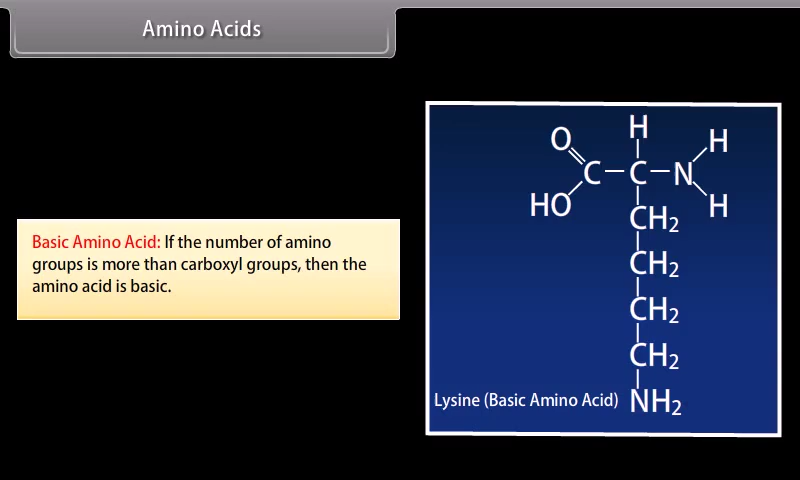 Amino Acids
Basic Amino Acid: If the number of amino
groups is more than carboxyl groups, then the
amino acid is basic.
H
O H
C C N
HO H
CH2
CH2
CH2
CH2
Lysine (Basic Amino Acid) NH2